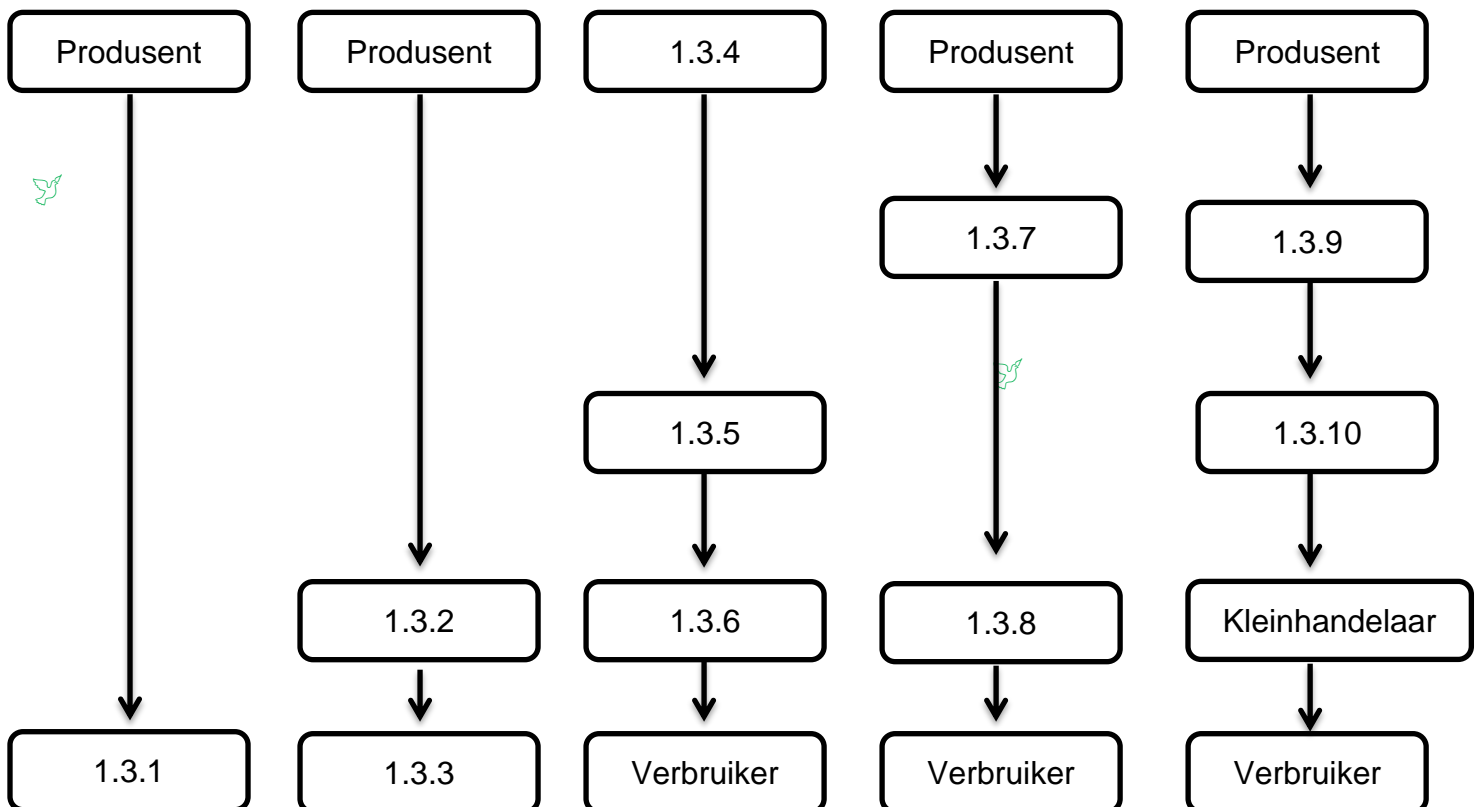 Produsent
Produsent
1.3.4
Produsent
Produsent
1.3.7
1.3.9
1.3.5
1.3.10
1.3.2
1.3.6
1.3.8
Kleinhandelaar
1.3.1
1.3.3
Verbruiker
Verbruiker
Verbruiker